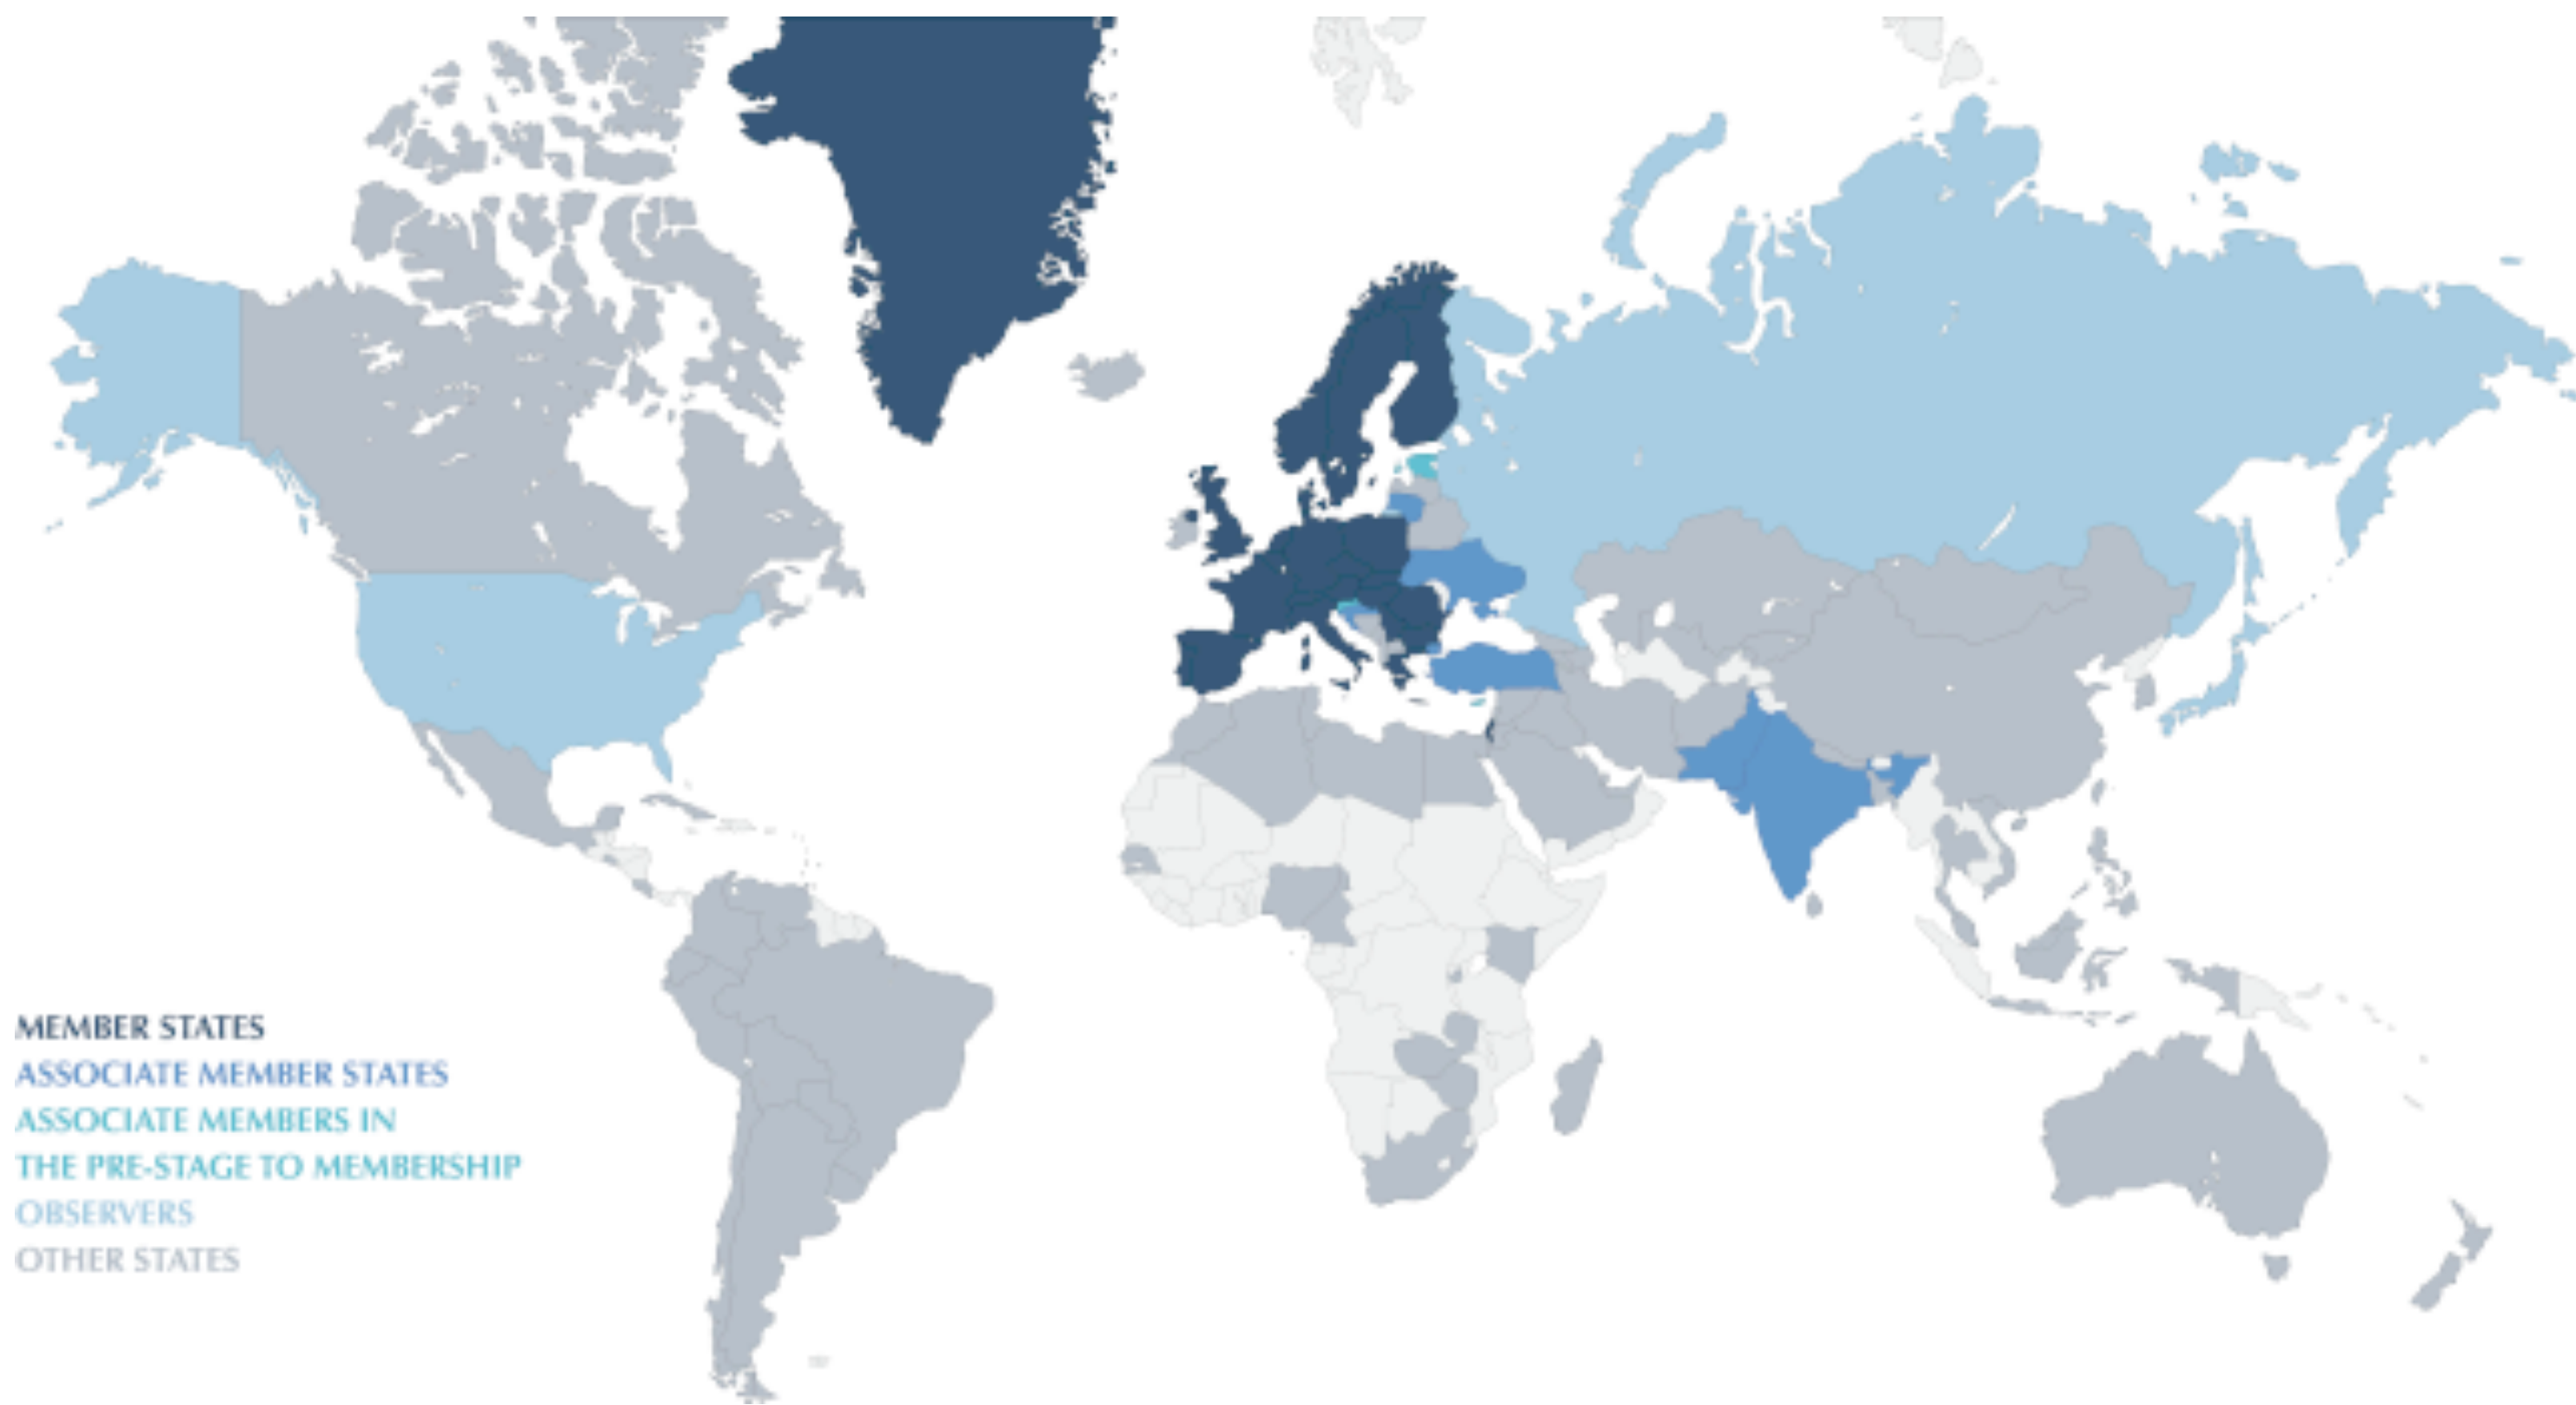 MEMBER STATES
ASSOCIATE MEMBER STATES
ASSOCIATE MEMBERS IN
THE PRE-STAGE TO MEMBERSHIP
OBSERVERS
OTHER STATES